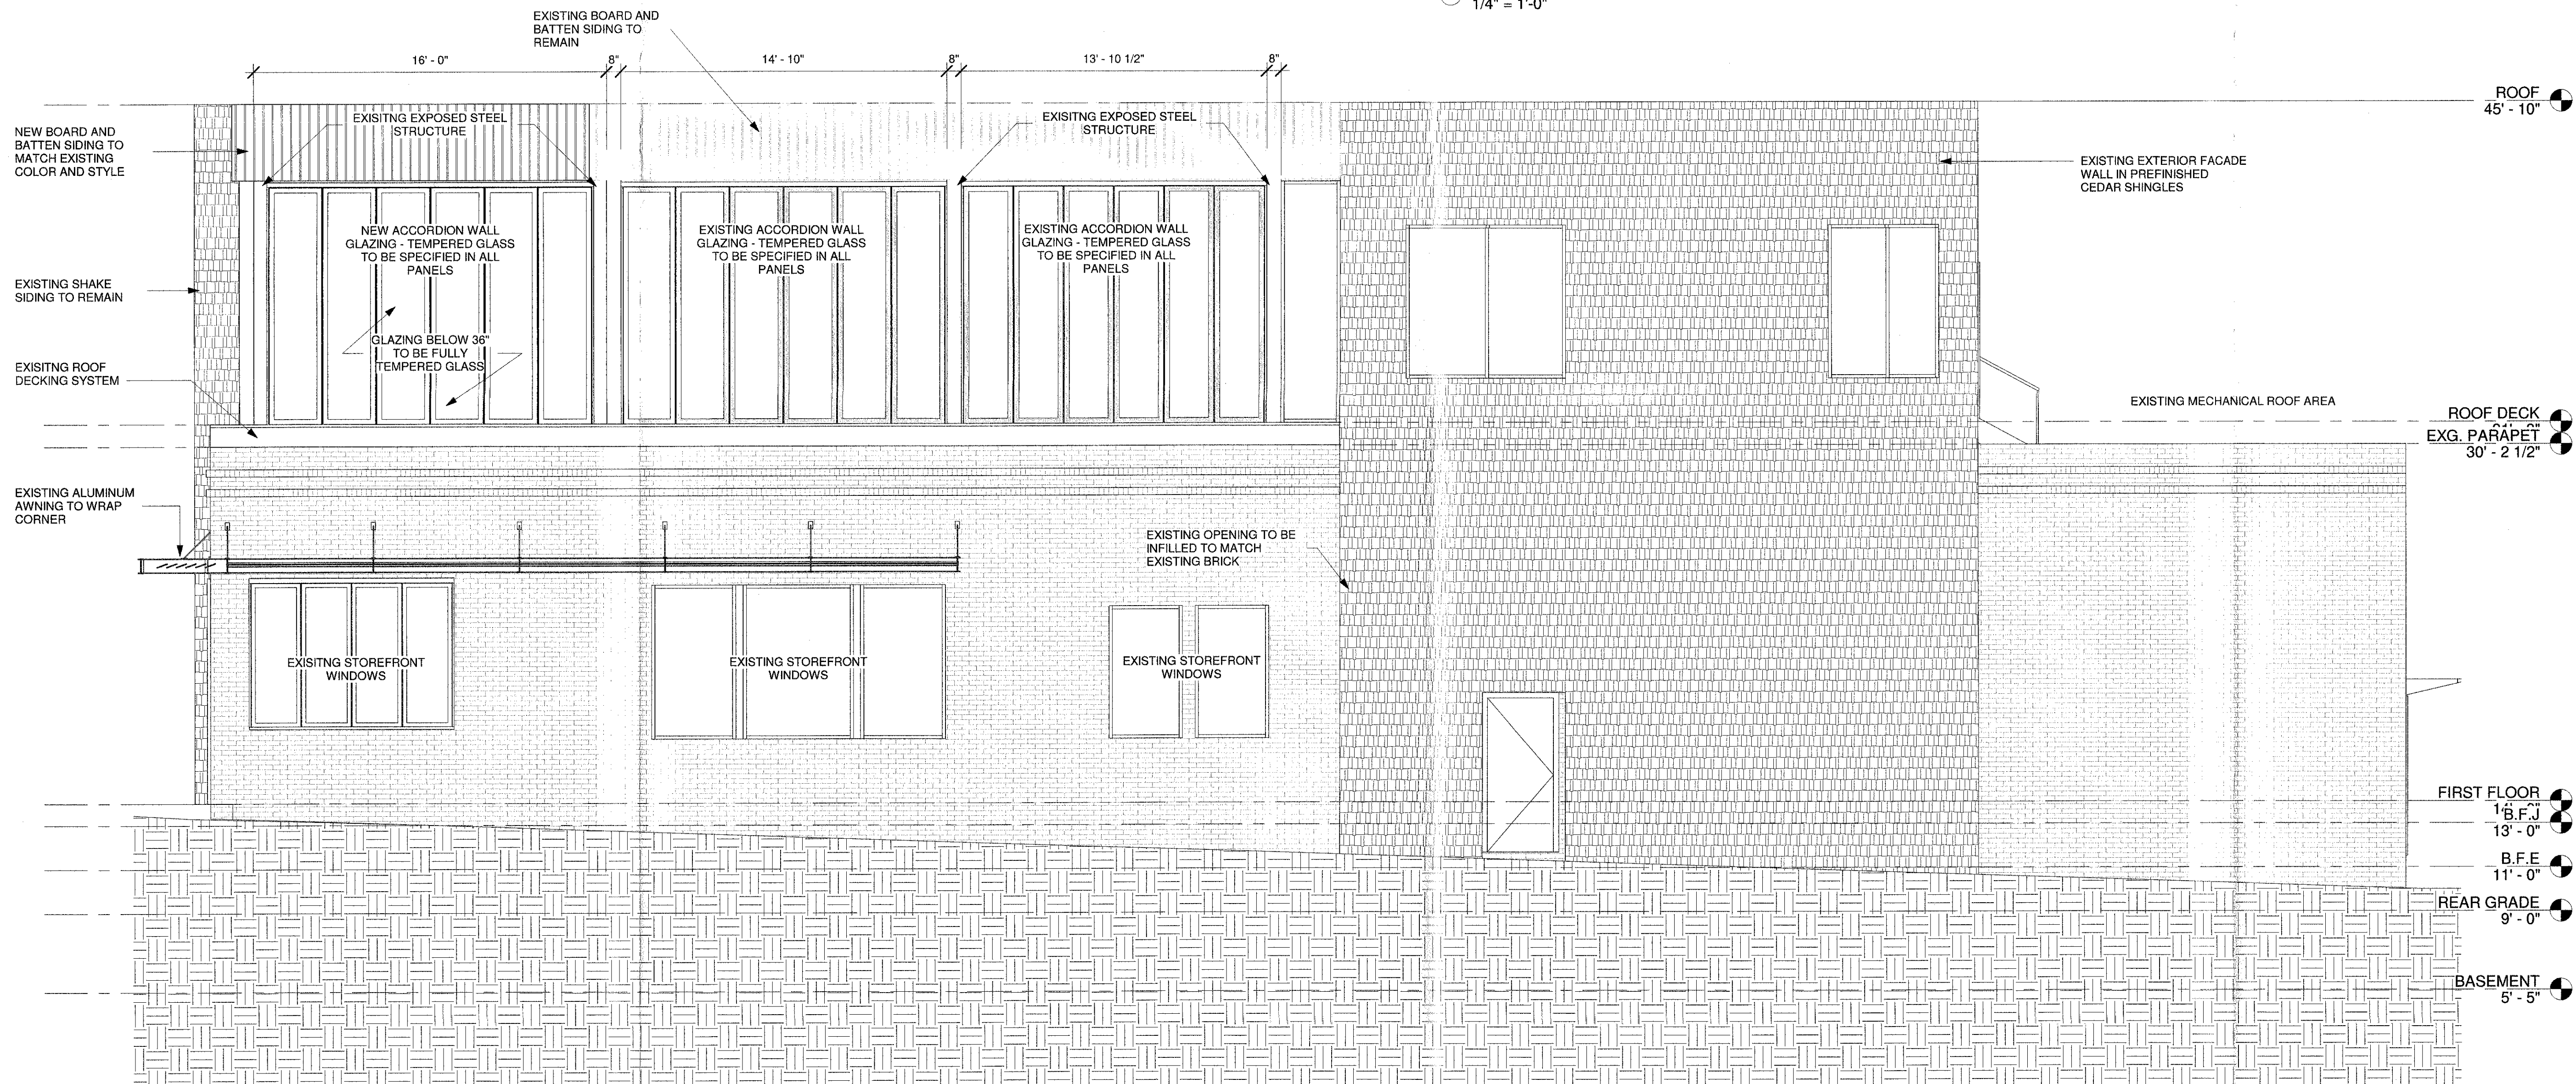 1/4" = 1'-0"
EXISTING BOARD AND
BATTEN SIDING TO
REMAIN
16' - 0"
8"
14' - 10"
8"
13' - 10 1/2"
8"
ROOF
45' - 10"
NEW BOARD AND
BATTEN SIDING TO
MATCH EXISTING
COLOR AND STYLE
EXISITNG EXPOSED STEEL
STRUCTURE
EXISITNG EXPOSED STEEL
STRUCTURE
EXISTING EXTERIOR FACADE
WALL IN PREFINISHED
CEDAR SHINGLES
NEW ACCORDION WALL
GLAZING - TEMPERED GLASS
TO BE SPECIFIED IN ALL
PANELS
EXISTING ACCORDION WALL
GLAZING - TEMPERED GLASS
TO BE SPECIFIED IN ALL
PANELS
EXISTING ACCORDION WALL
GLAZING - TEMPERED GLASS
TO BE SPECIFIED IN ALL
PANELS
EXISTING SHAKE
SIDING TO REMAIN
GLAZING BELOW 36"
TO BE FULLY
TEMPERED GLASS
EXISITNG ROOF
DECKING SYSTEM
EXISTING MECHANICAL ROOF AREA
ROOF DECK
EXG. PARAPET
30' - 2 1/2"
EXISTING ALUMINUM
AWNING TO WRAP
CORNER
EXISTING OPENING TO BE
INFILLED TO MATCH
EXISTING BRICK
EXISITNG STOREFRONT
WINDOWS
EXISTING STOREFRONT
WINDOWS
EXISTING STOREFRONT
WINDOWS
FIRST FLOOR
B.F.J
13' - 0"
B.F.E
11' - 0"
REAR GRADE
9' - 0"
BASEMENT
5' - 5"